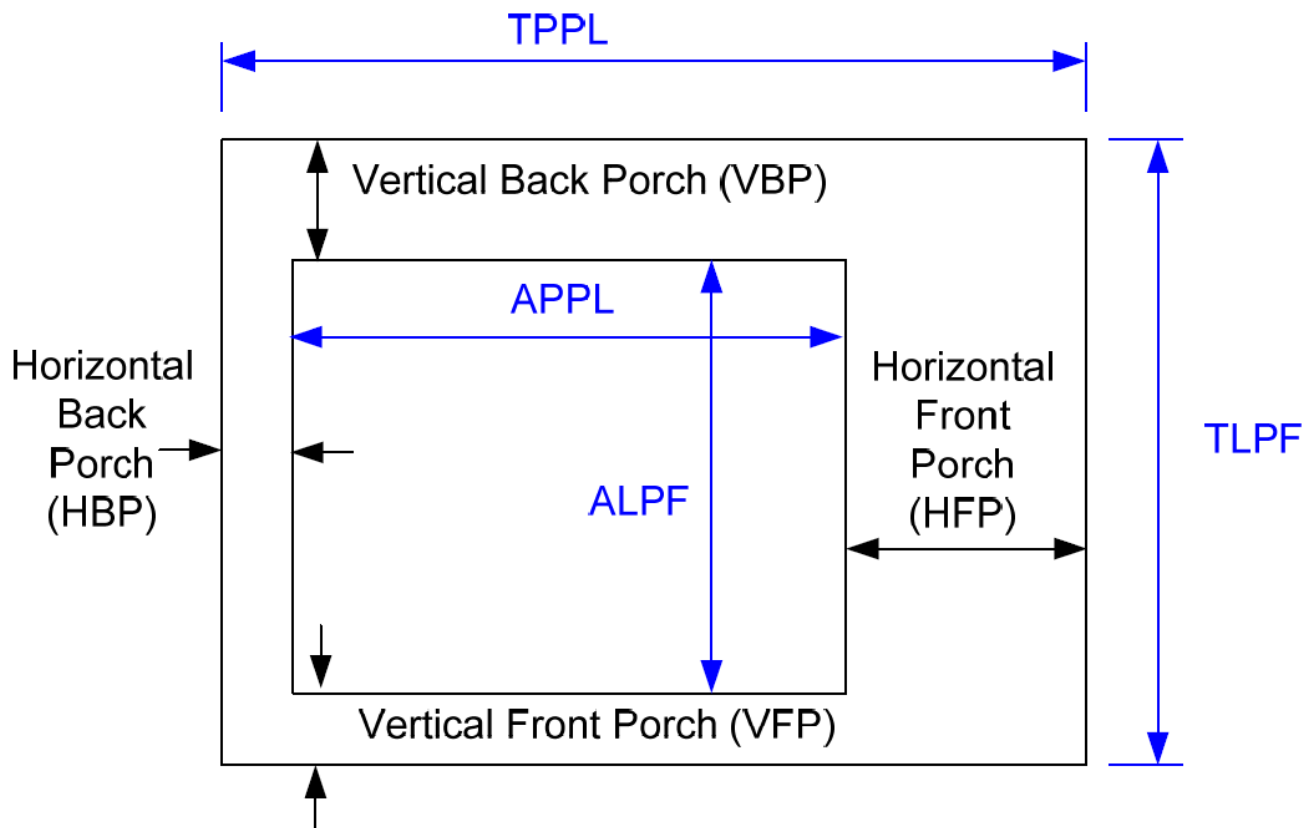 TPPL
Vertical Back Porch (VBP)
APPL
Horizontal
Back
Porch
(HBP)
Horizontal
Front
Porch
(HFP)
TLPF
ALPF
Vertical Front Porch (VFP)